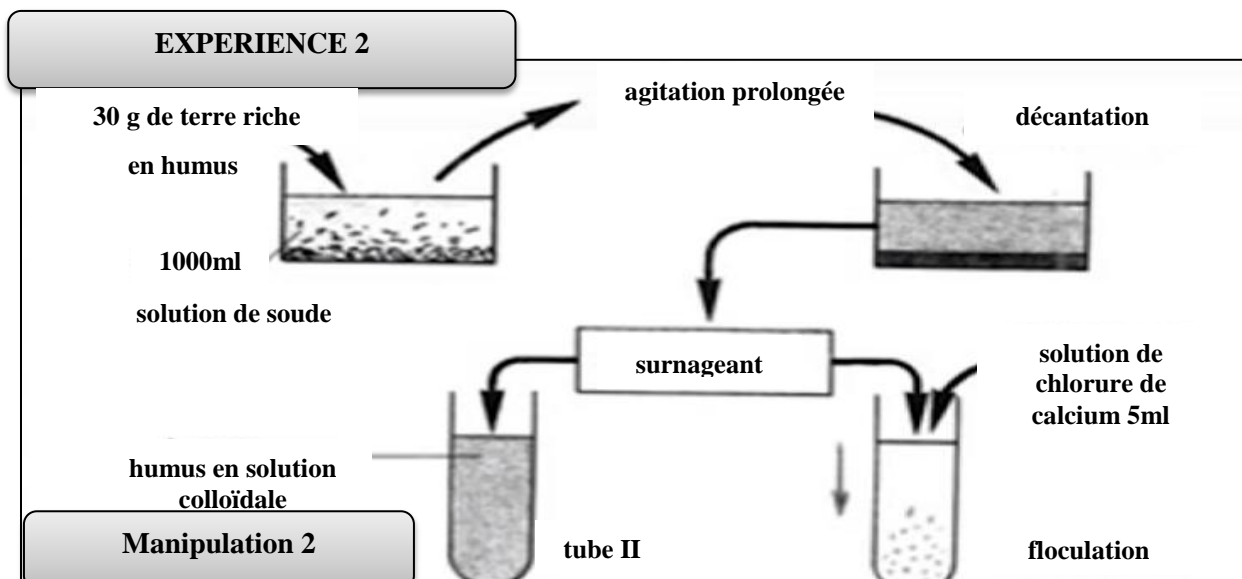 EXPERIENCE 2
30 g de terre riche
en humus
agitation prolongée
décantation
1000ml
solution de soude
surnageant
solution de
chlorure de
calcium 5ml
humus en solution
colloïdale
Manipulation 2
tube II
floculation